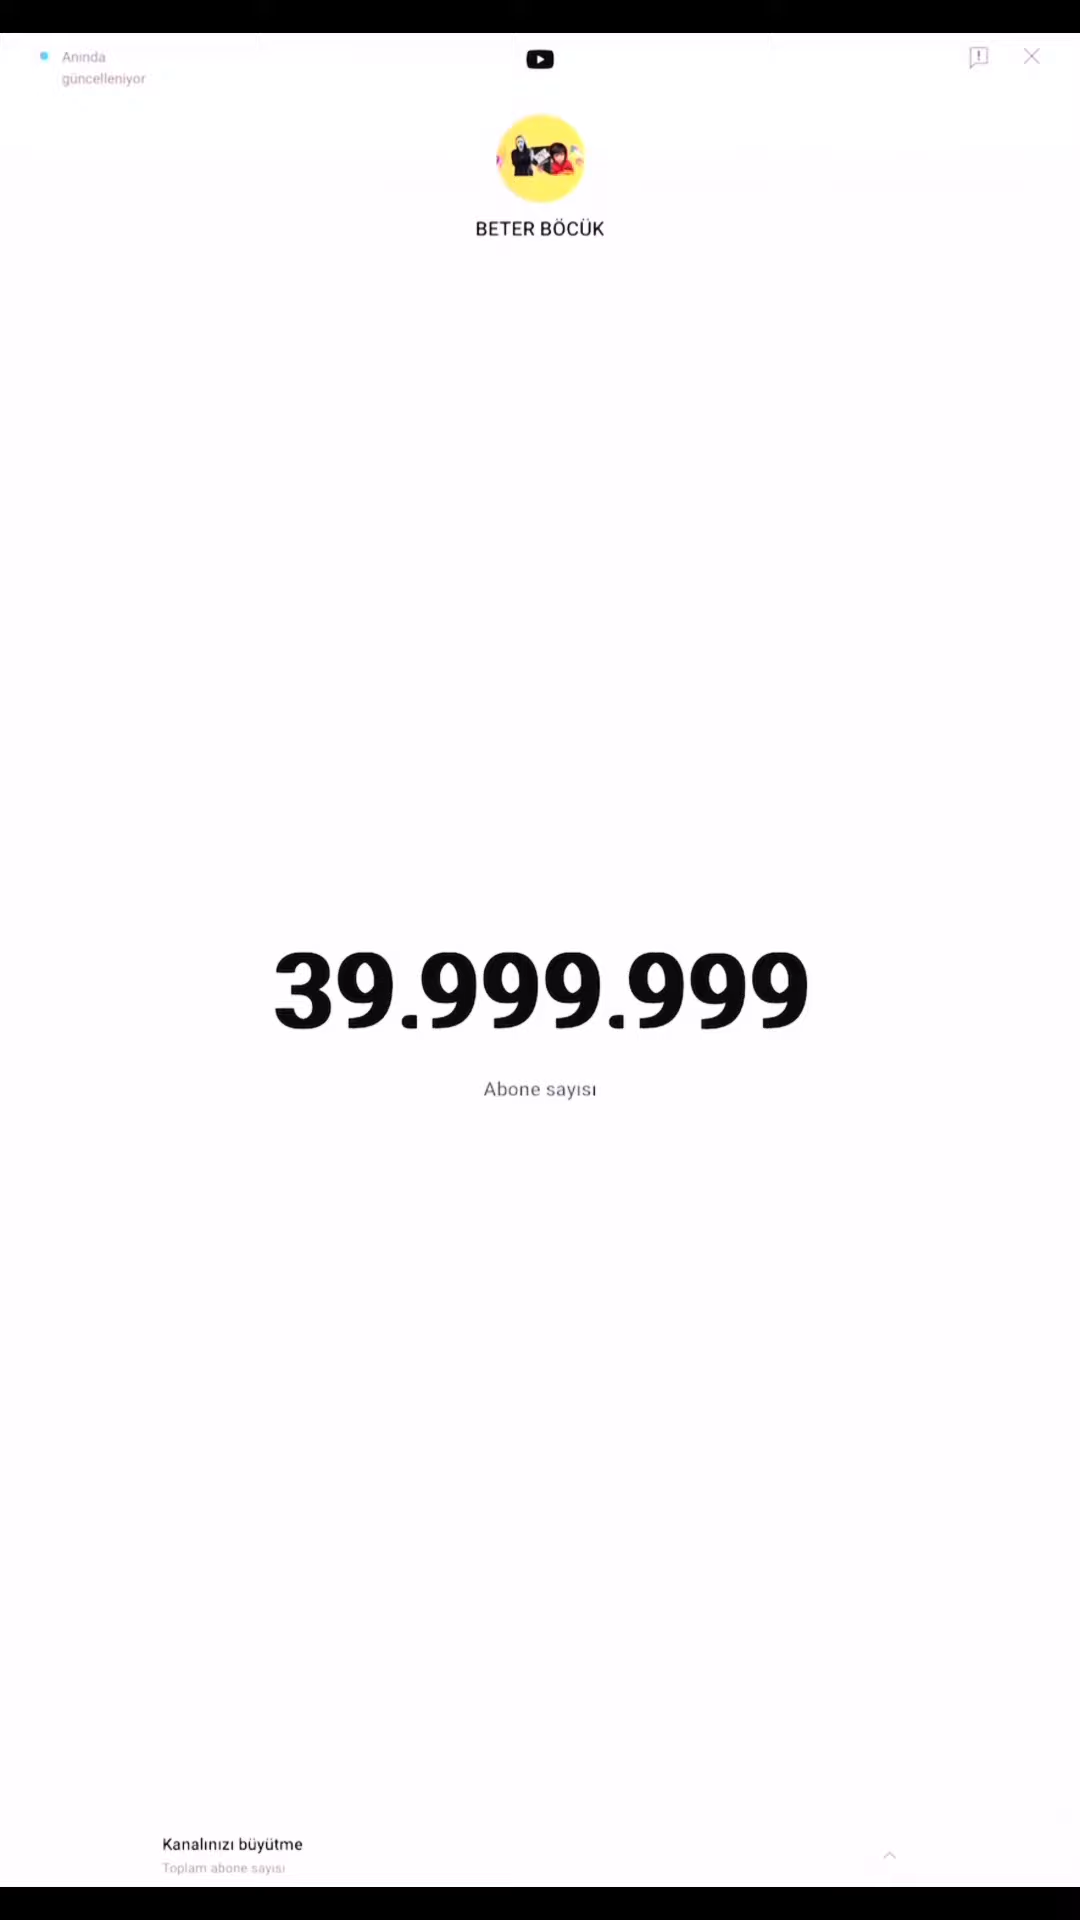 Anında
güncelleniyor
BETER BÖCÜK
39.999.999
Abone sayısı
Kanalınızı büyütme
Toplam abone sayısı